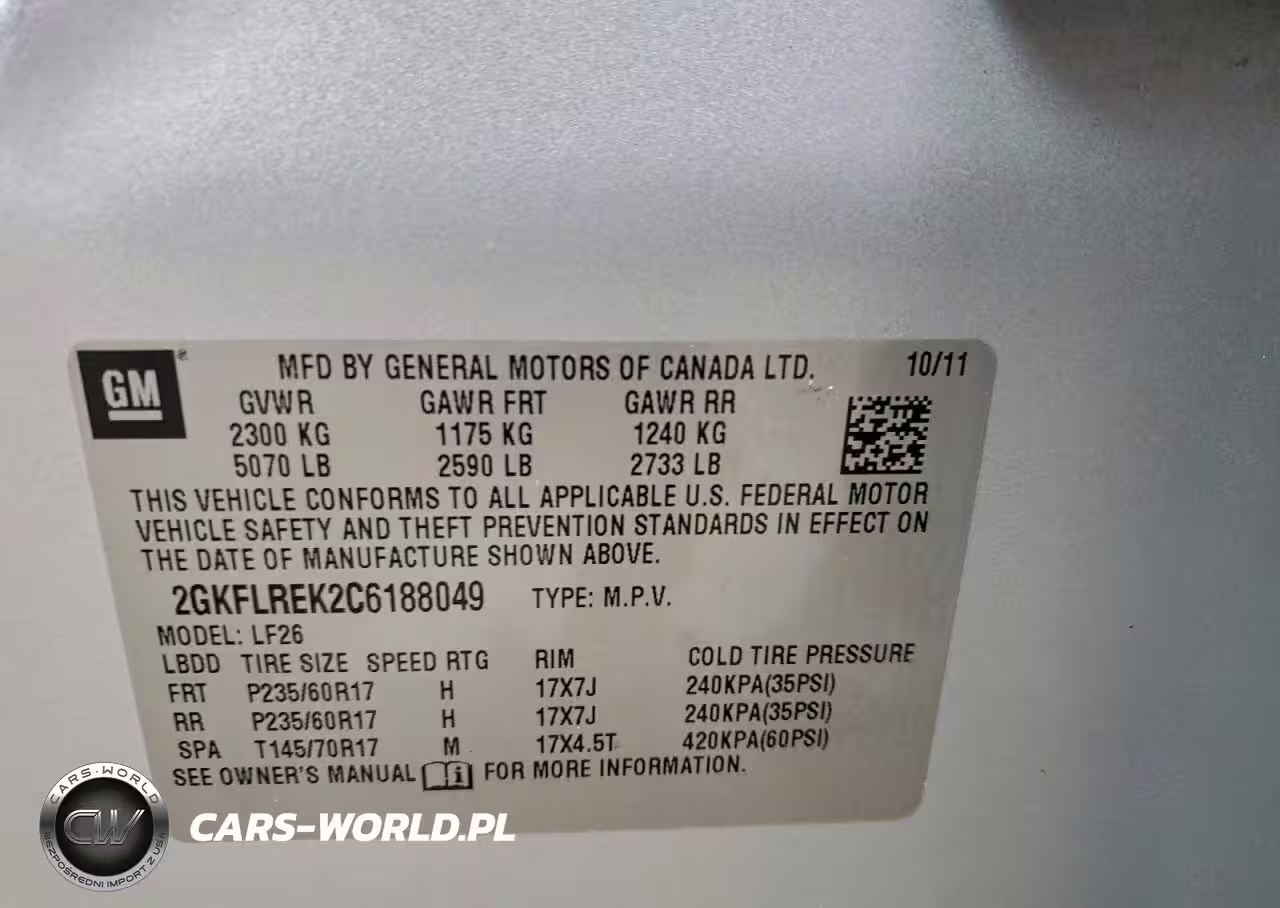 GM
MFD BY GENERAL MOTORS OF CANADA LTD. 10/11
GVWR GAWR FRT GAWR RR
2300 KG 1175 KG 1240 KG
5070 LB 2590 LB 2733 LB
THIS VEHICLE CONFORMS TO ALL APPLICABLE U.S. FEDERAL MOTOR
VEHICLE SAFETY AND THEFT PREVENTION STANDARDS IN EFFECT ON
THE DATE OF MANUFACTURE SHOWN ABOVE.
2GKFLREK2C6188049 TYPE: M.P.V.
MODEL: LF26
LBDD TIRE SIZE SPEED RTG RIM COLD TIRE PRESSURE
FRT P235/60R17 H 17X7J 240KPA(35PSI)
RR P235/60R17 H 17X7J 240KPA(35PSI)
SPA T145/70R17 M 17X4.5T 420KPA(60PSI)
SEE OWNER'S MANUAL FOR MORE INFORMATION.
CARS-WORLD
CW
BEZPOŚREDNI IMPORT Z USA
CARS-WORLD.PL